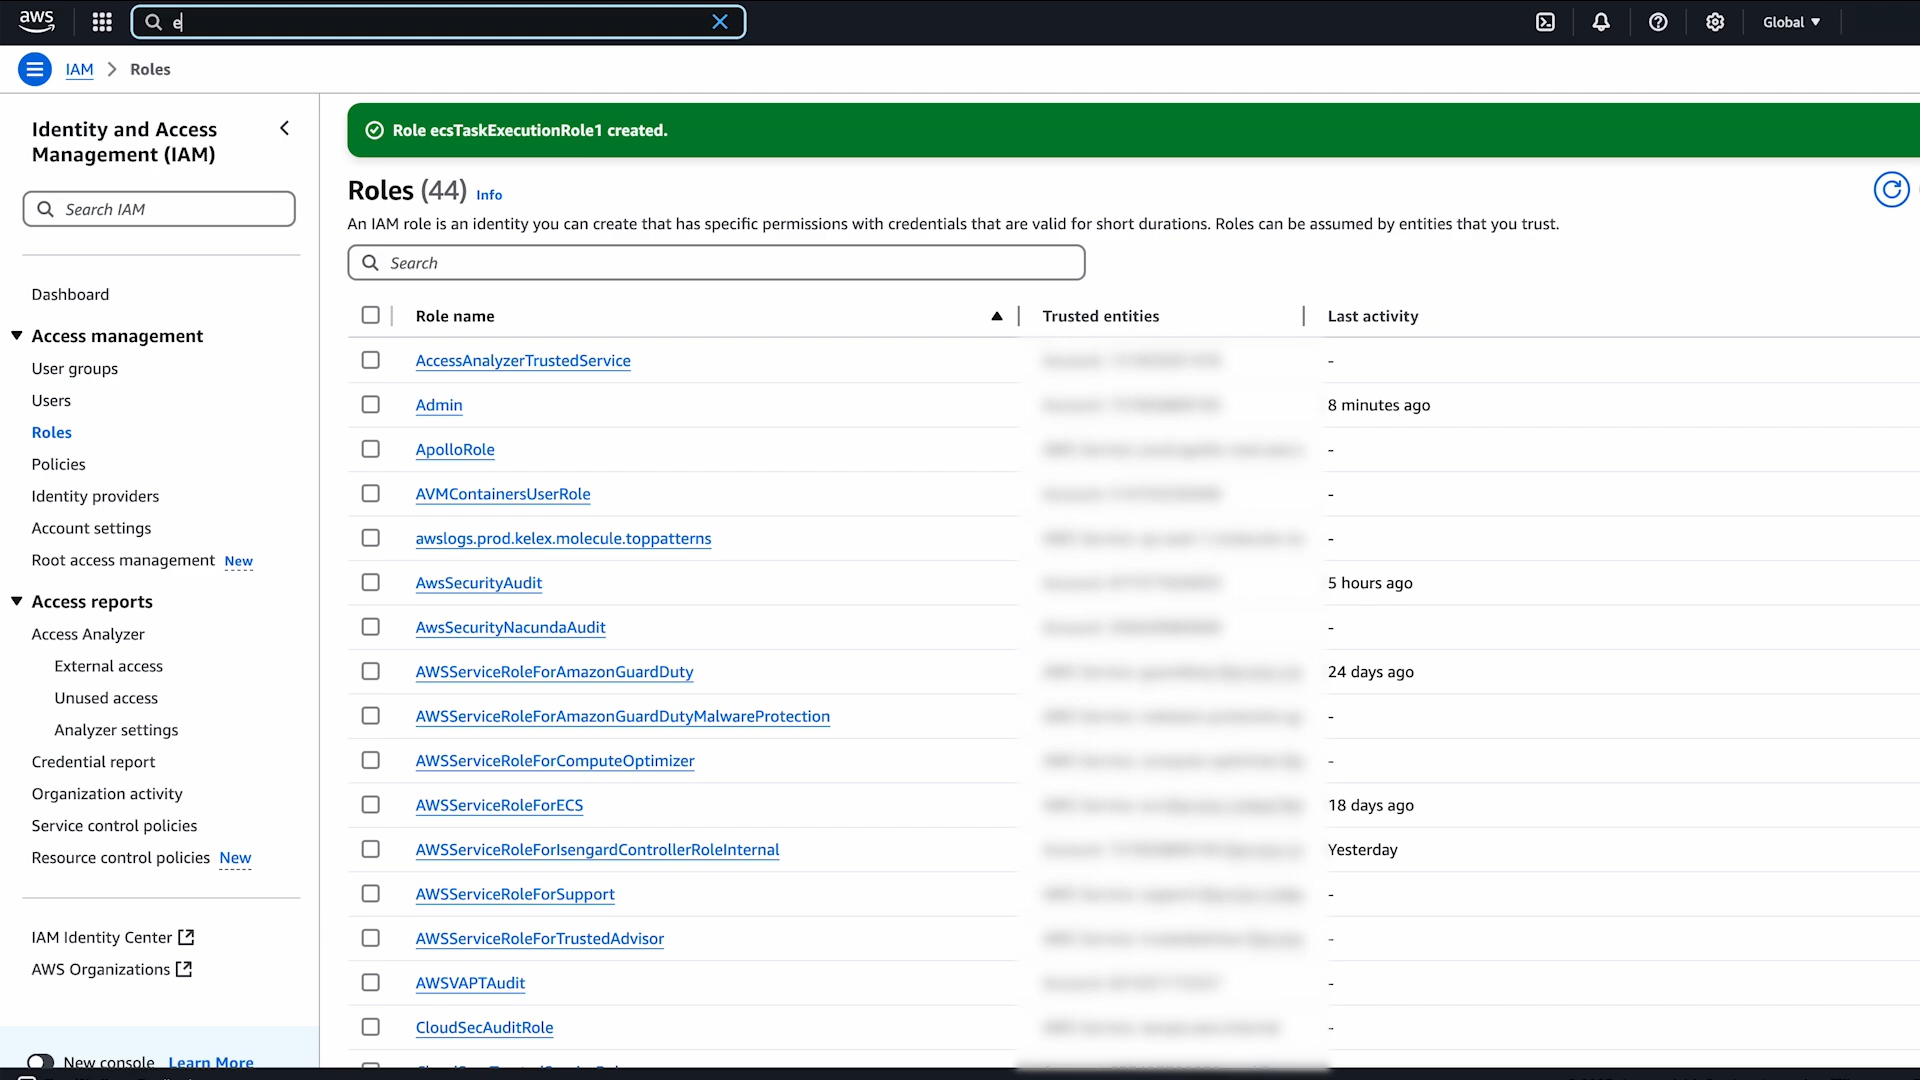 aws
e
Global
IAM > Roles
Identity and Access
Management (IAM)
Search IAM
Dashboard
Access management
User groups
Users
Roles
Policies
Identity providers
Account settings
Root access management New
Access reports
Access Analyzer
External access
Unused access
Analyzer settings
Credential report
Organization activity
Service control policies
Resource control policies New
IAM Identity Center
AWS Organizations
New console Learn More
Role ecsTaskExecutionRole1 created.
Roles (44) Info
An IAM role is an identity you can create that has specific permissions with credentials that are valid for short durations. Roles can be assumed by entities that you trust.
Search
Role name Trusted entities Last activity
AccessAnalyzerTrustedService -
Admin 8 minutes ago
ApolloRole -
AVMContainersUserRole -
awslogs.prod.kelex.molecule.toppatterns -
AwsSecurityAudit 5 hours ago
AwsSecurityNacundaAudit -
AWSServiceRoleForAmazonGuardDuty 24 days ago
AWSServiceRoleForAmazonGuardDutyMalwareProtection -
AWSServiceRoleForComputeOptimizer -
AWSServiceRoleForECS 18 days ago
AWSServiceRoleForIsengardControllerRoleInternal Yesterday
AWSServiceRoleForSupport -
AWSServiceRoleForTrustedAdvisor -
AWSVAPTAudit -
CloudSecAuditRole -